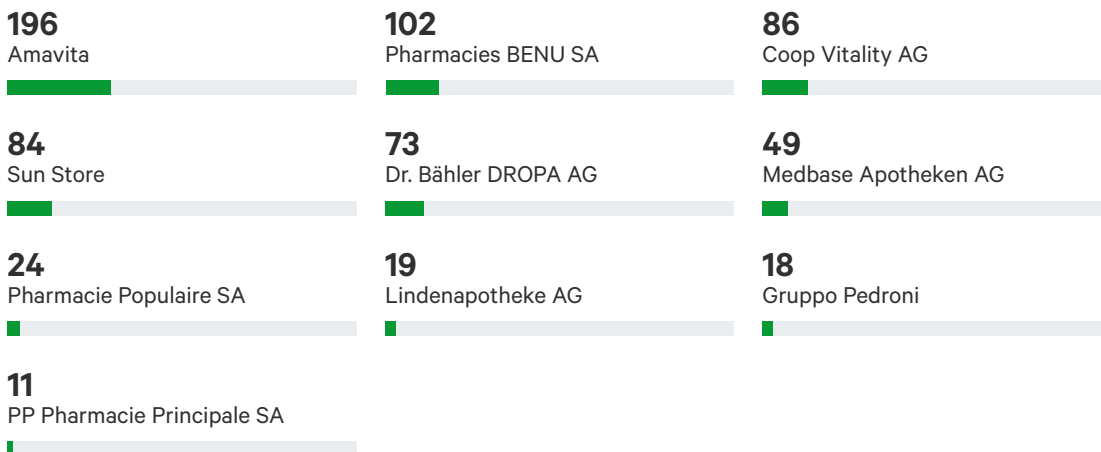 196
Amavita
102
Pharmacies BENU SA
86
Coop Vitality AG
84
Sun Store
73
Dr. Bähler DROPA AG
49
Medbase Apotheken AG
24
Pharmacie Populaire SA
19
Lindenapotheke AG
18
Gruppo Pedroni
11
PP Pharmacie Principale SA